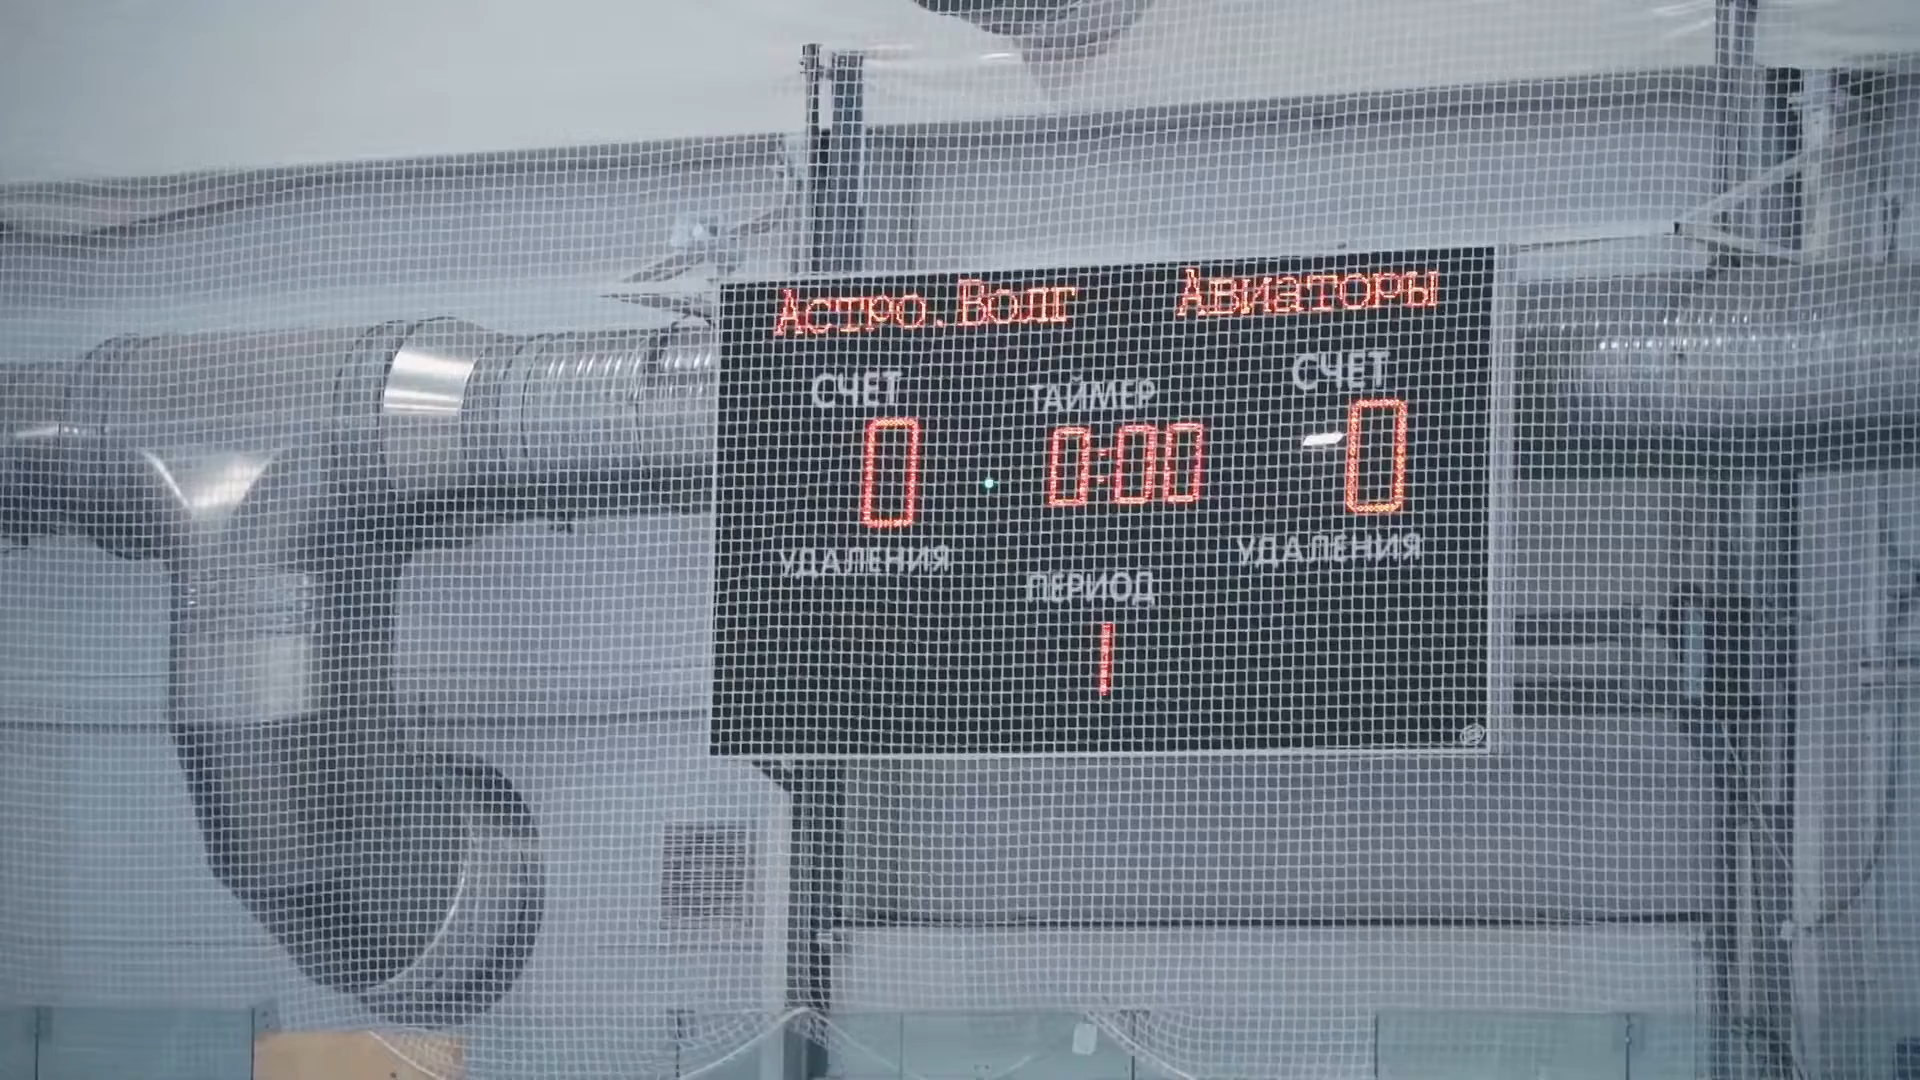 Астро.Волг Авиаторы
СЧЕТ ТАЙМЕР СЧЕТ
0 0:00 0
УДАЛЕНИЯ ПЕРИОД УДАЛЕНИЯ
1